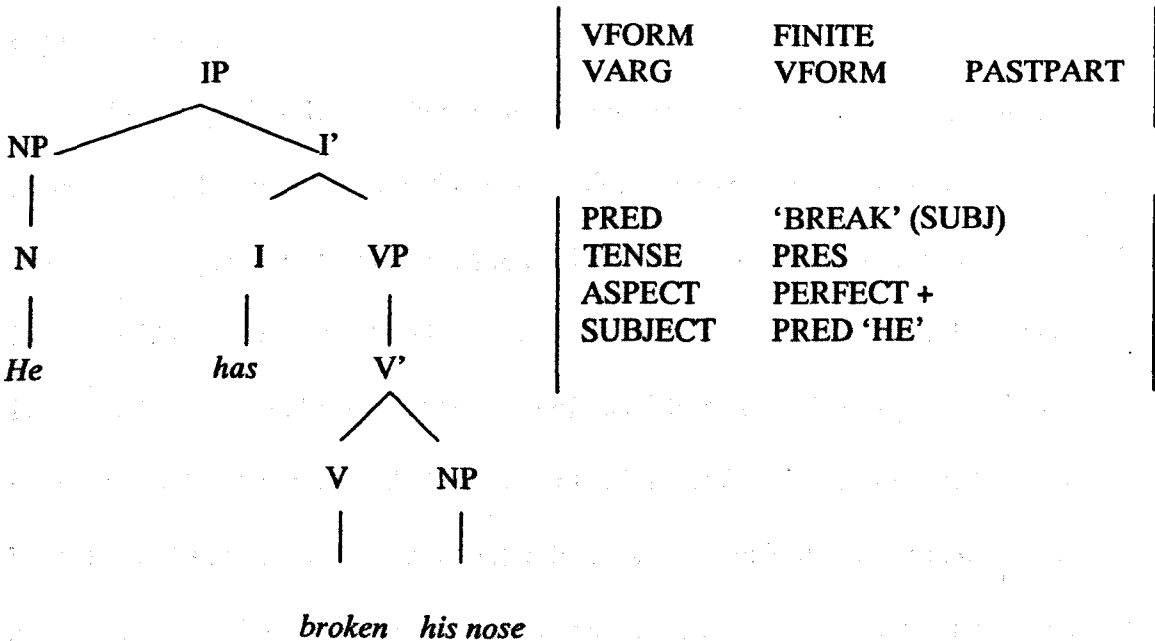 VFORM FINITE
VARG VFORM PASTPART
IP
NP I’
PRED ‘BREAK’ (SUBJ)
N I VP TENSE PRES
ASPECT PERFECT +
SUBJECT PRED ‘HE’
He has V’
V NP
broken his nose